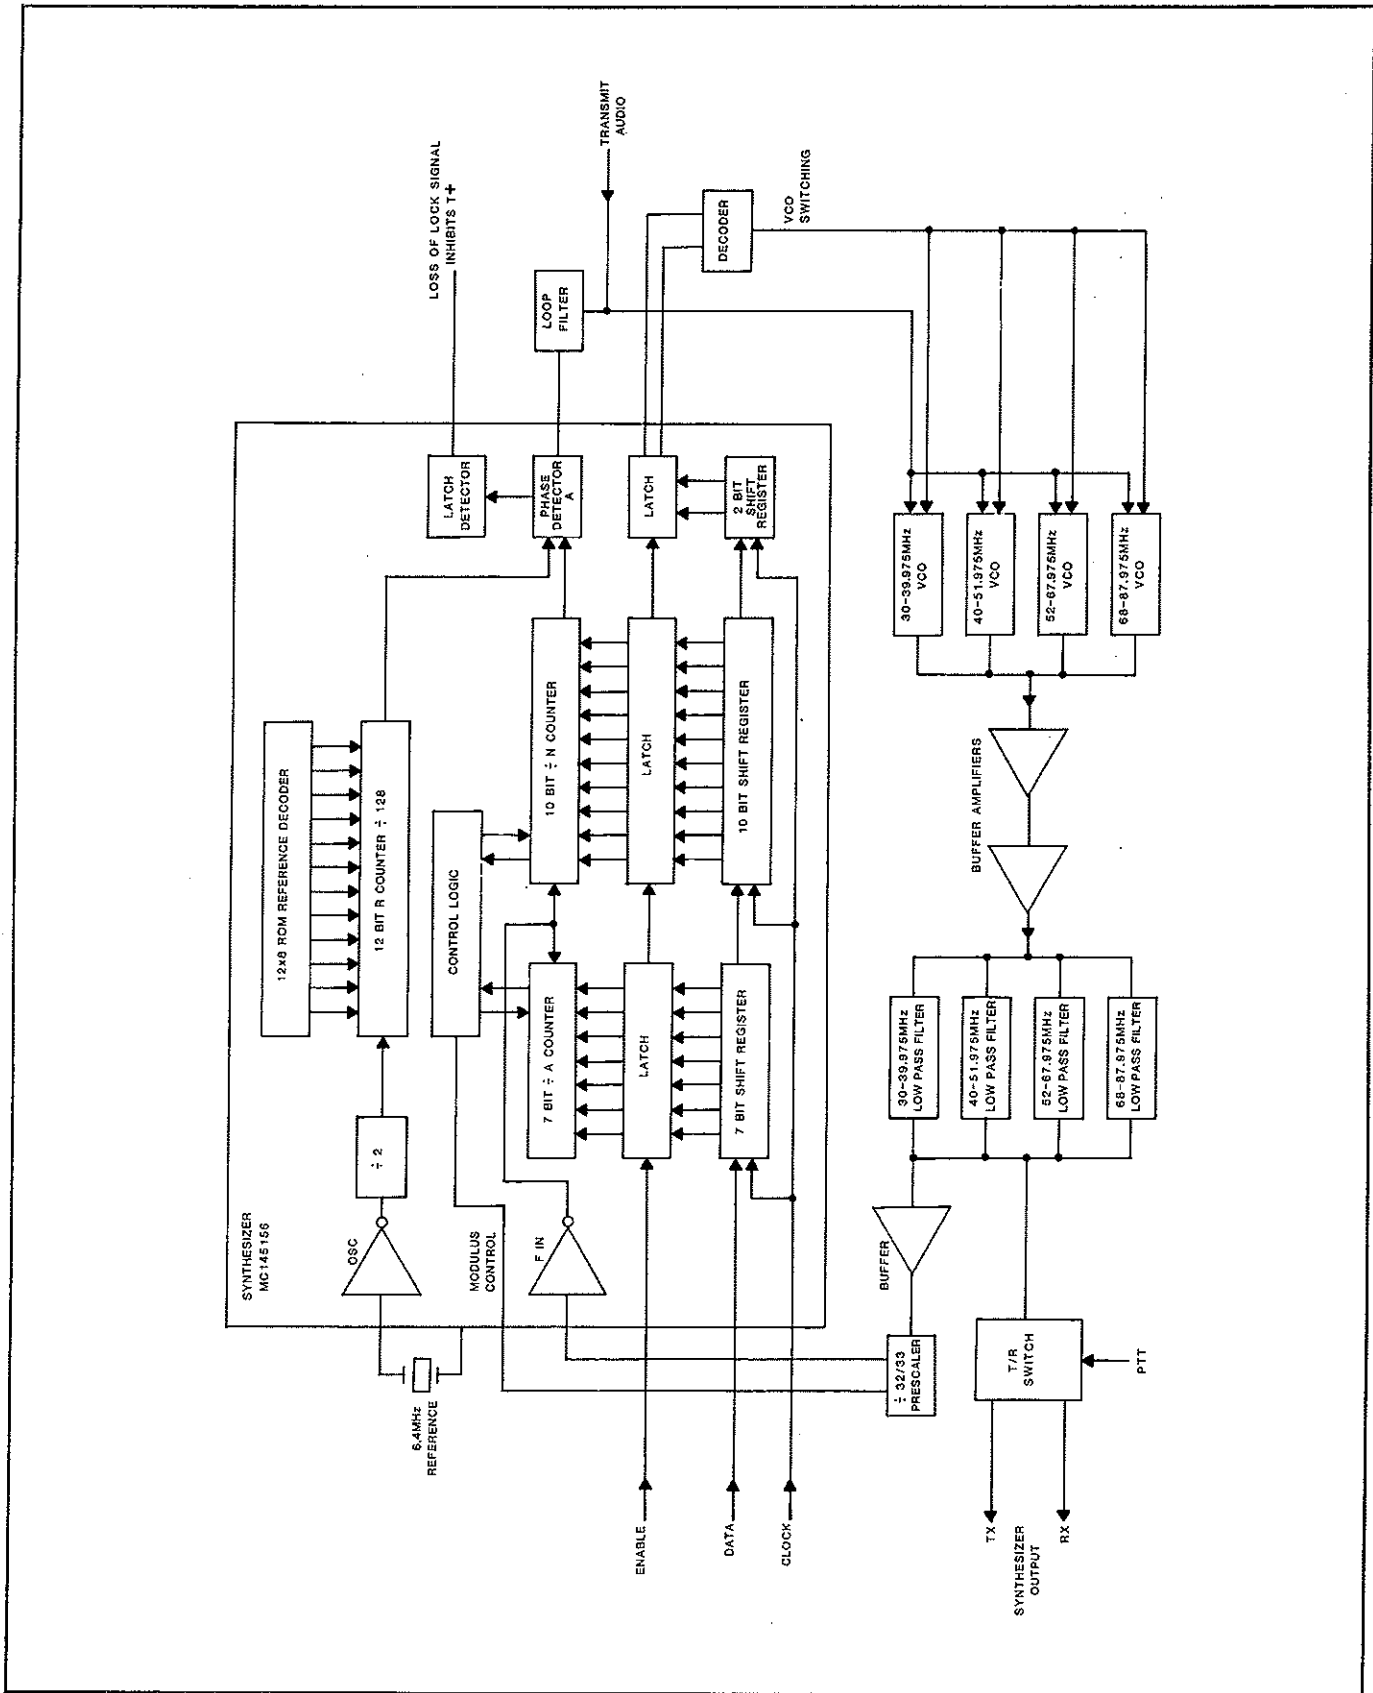 SYNTHESIZER
MC145156
6.4MHz
REFERENCE
OSC
÷ 2
12x8 ROM REFERENCE DECODER
12 BIT R COUNTER ÷ 128
LATCH
DETECTOR
LOSS OF LOCK SIGNAL
INHIBITS T+
MODULUS
CONTROL
CONTROL LOGIC
F IN
7 BIT ÷ A COUNTER
10 BIT ÷ N COUNTER
PHASE
DETECTOR
A
LOOP
FILTER
TRANSMIT
AUDIO
ENABLE
LATCH
LATCH
LATCH
DECODER
VCO
SWITCHING
DATA
7 BIT SHIFT REGISTER
10 BIT SHIFT REGISTER
2 BIT
SHIFT
REGISTER
CLOCK
÷ 32/33
PRESCALER
BUFFER
30-39.975MHz
LOW PASS FILTER
40-51.975MHz
LOW PASS FILTER
52-67.975MHz
LOW PASS FILTER
68-87.975MHz
LOW PASS FILTER
BUFFER AMPLIFIERS
30-39.975MHz
VCO
40-51.975MHz
VCO
52-67.975MHz
VCO
68-87.975MHz
VCO
TX
RX
SYNTHESIZER
OUTPUT
T/R
SWITCH
PTT